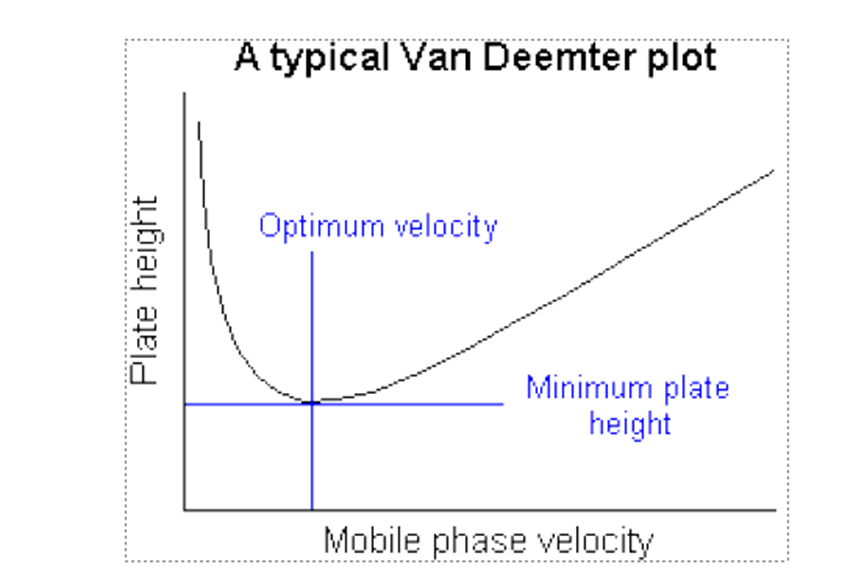 A typical Van Deemter plot
Optimum velocity
Plate height
Minimum plate
height
Mobile phase velocity